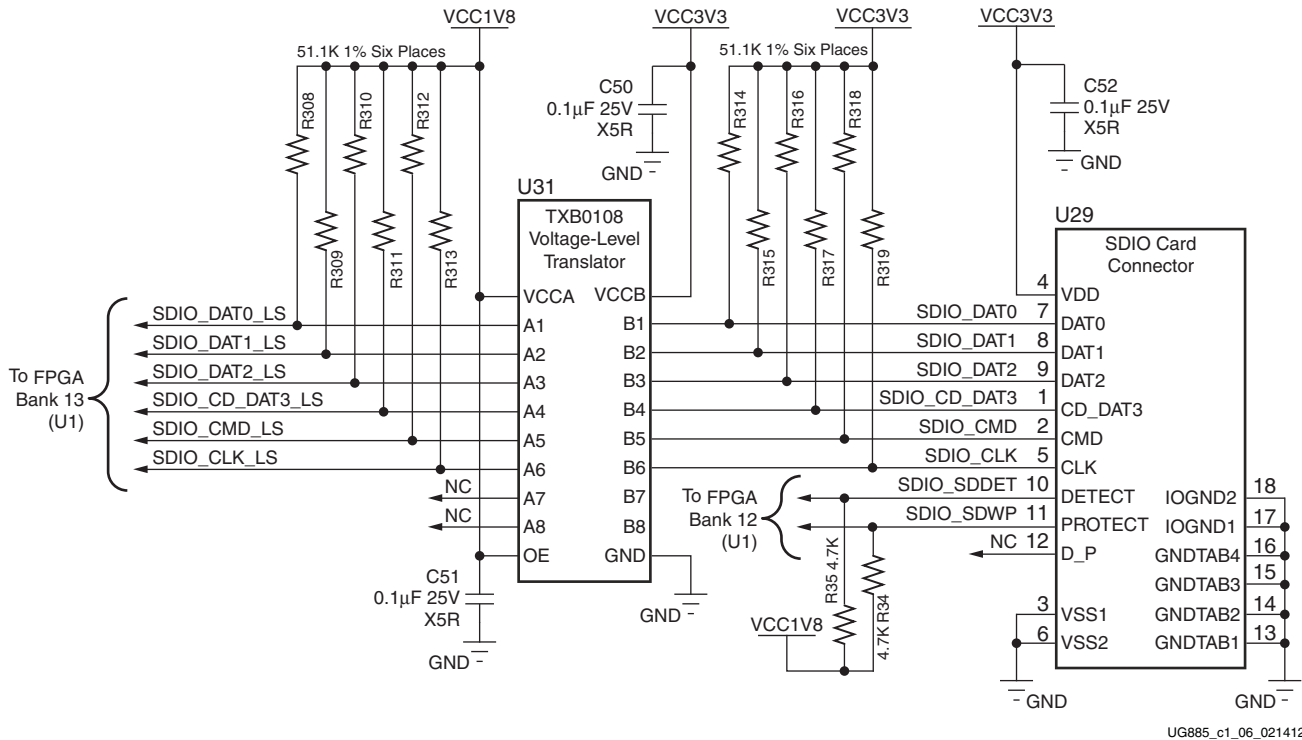 VCC1V8
VCC3V3
VCC3V3
VCC3V3
51.1K 1% Six Places
51.1K 1% Six Places
R308
R310
R312
C50
0.1μF 25V
X5R
GND
R314
R316
R318
C52
0.1μF 25V
X5R
GND
R309
R311
R313
R315
R317
R319
U31
TXB0108
Voltage-Level
Translator
VCCA
VCCB
A1
B1
A2
B2
A3
B3
A4
B4
A5
B5
A6
B6
A7
B7
A8
B8
OE
GND
To FPGA
Bank 13
(U1)
SDIO_DAT0_LS
SDIO_DAT1_LS
SDIO_DAT2_LS
SDIO_CD_DAT3_LS
SDIO_CMD_LS
SDIO_CLK_LS
NC
NC
C51
0.1μF 25V
X5R
GND
GND
U29
SDIO Card
Connector
4 VDD
SDIO_DAT0 7 DAT0
SDIO_DAT1 8 DAT1
SDIO_DAT2 9 DAT2
SDIO_CD_DAT3 1 CD_DAT3
SDIO_CMD 2 CMD
SDIO_CLK 5 CLK
SDIO_SDDET 10 DETECT
SDIO_SDWP 11 PROTECT
NC 12 D_P
3 VSS1
6 VSS2
IOGND2 18
IOGND1 17
GNDTAB4 16
GNDTAB3 15
GNDTAB2 14
GNDTAB1 13
To FPGA
Bank 12
(U1)
R35 4.7K
4.7K R34
VCC1V8
GND
GND
UG885_c1_06_021412